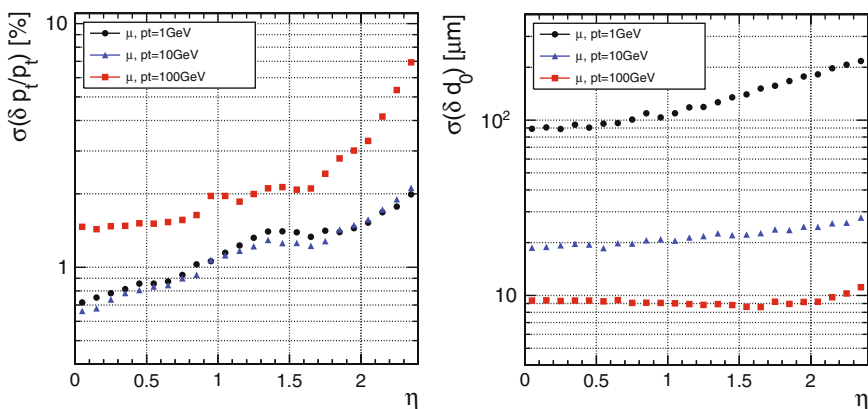 σ(δ p_t/p_t) [%]
10%
1
μ, pt=1GeV
μ, pt=10GeV
μ, pt=100GeV
0 0.5 1 1.5 2
η
σ(δ d_0) [μm]
10^2
10
μ, pt=1GeV
μ, pt=10GeV
μ, pt=100GeV
0 0.5 1 1.5 2
η